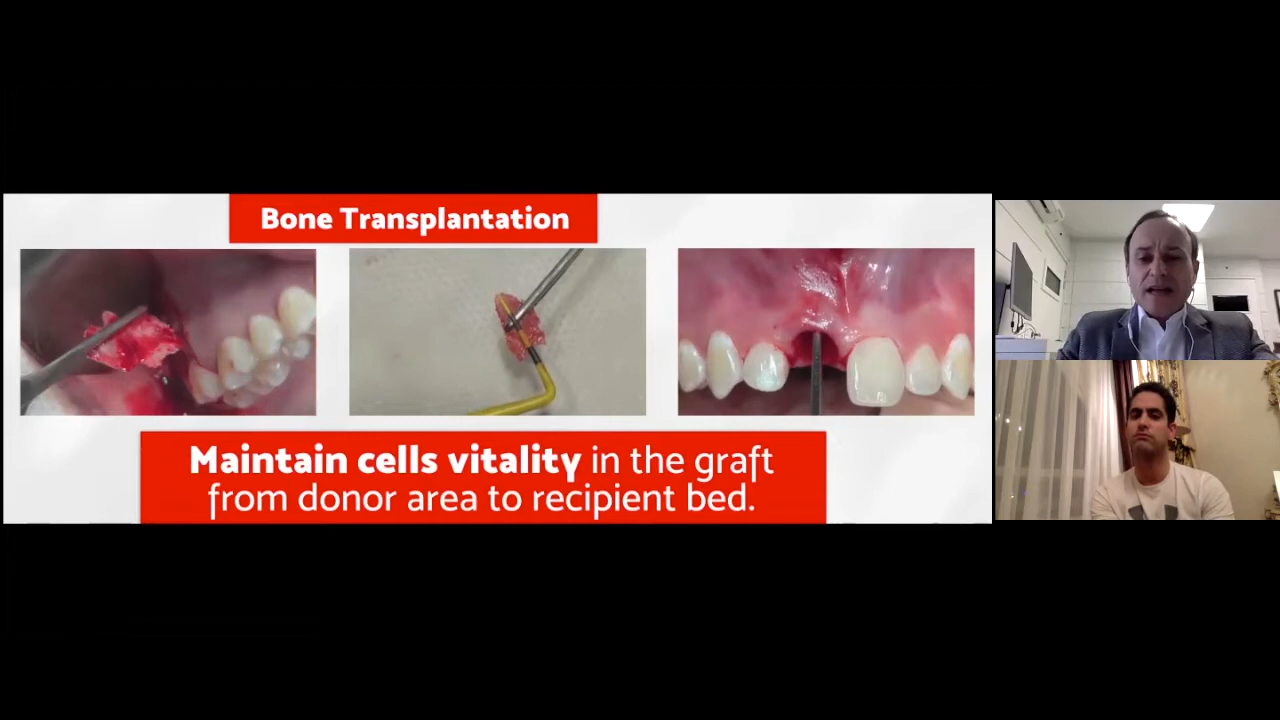 Bone Transplantation
Maintain cells vitality in the graft
from donor area to recipient bed.